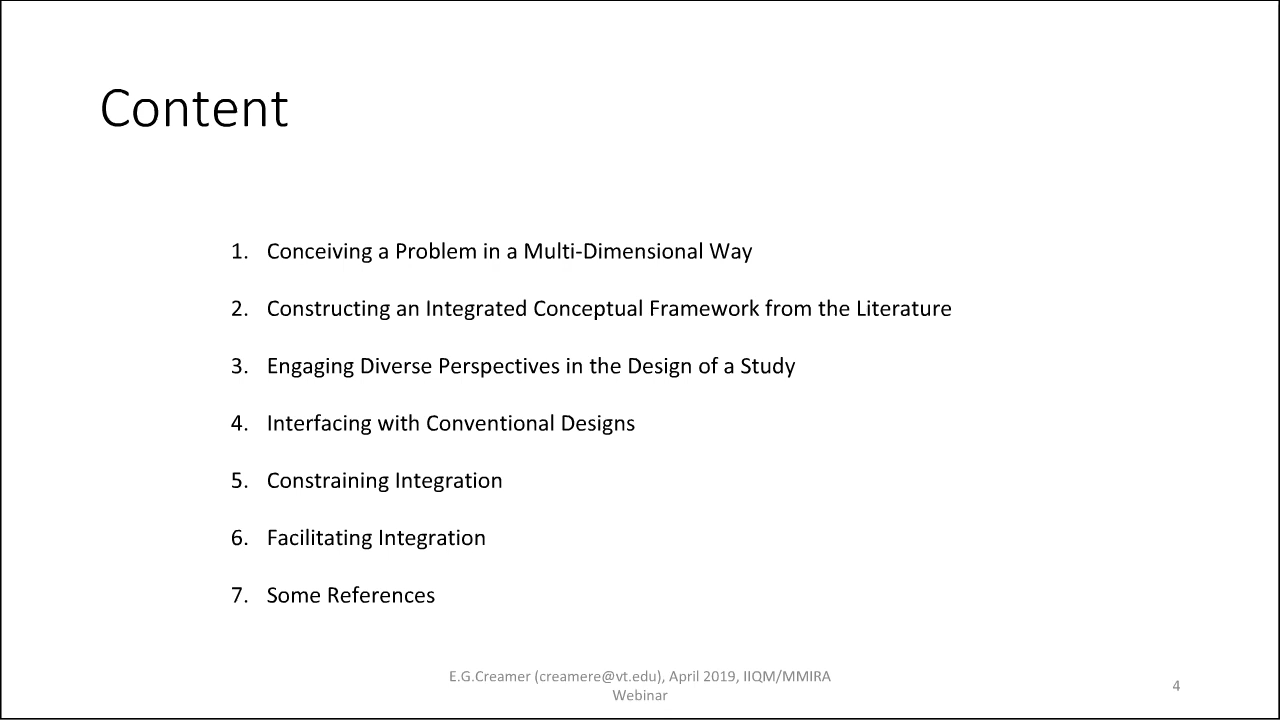 Content
1. Conceiving a Problem in a Multi-Dimensional Way
2. Constructing an Integrated Conceptual Framework from the Literature
3. Engaging Diverse Perspectives in the Design of a Study
4. Interfacing with Conventional Designs
5. Constraining Integration
6. Facilitating Integration
7. Some References
E.G.Creamer (creamere@vt.edu), April 2019, IIQM/MMIRA
Webinar
4